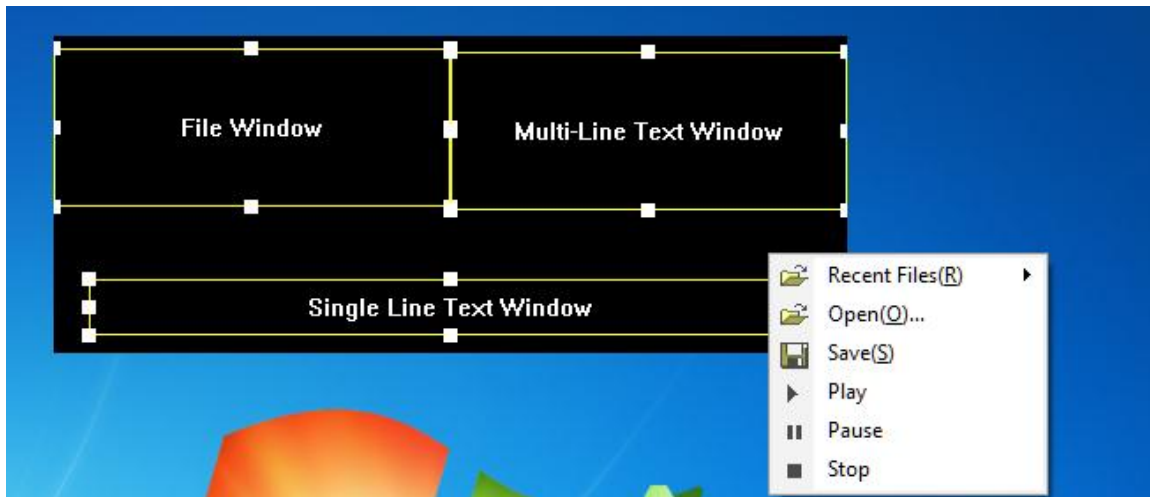 File Window
Multi-Line Text Window
Single Line Text Window
Recent Files(R)
Open(O)...
Save(S)
Play
Pause
Stop